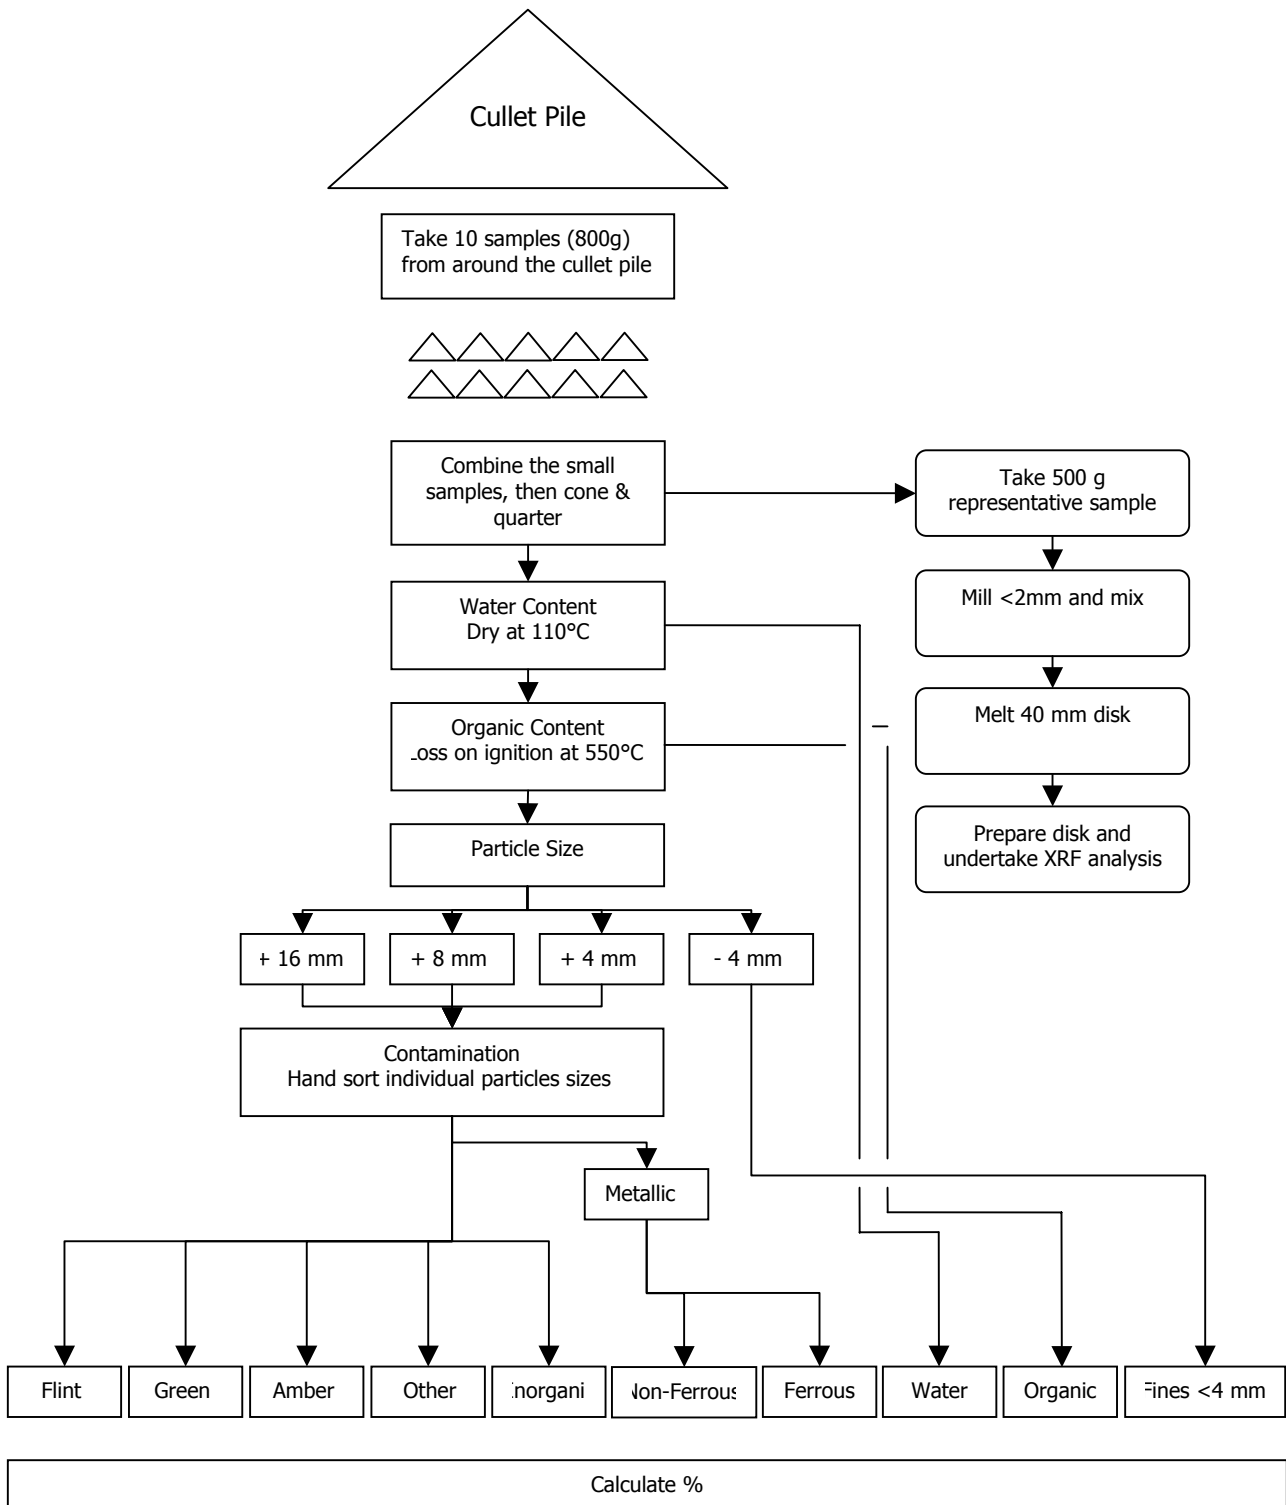 Cullet Pile
Take 10 samples (800g)
from around the cullet pile
Combine the small
samples, then cone &
quarter
Take 500 g
representative sample
Water Content
Dry at 110°C
Mill <2mm and mix
Organic Content
Loss on ignition at 550°C
Melt 40 mm disk
Particle Size
Prepare disk and
undertake XRF analysis
+ 16 mm
+ 8 mm
+ 4 mm
- 4 mm
Contamination
Hand sort individual particles sizes
Metallic
Flint
Green
Amber
Other
Inorgani
Non-Ferrous
Ferrous
Water
Organic
Fines <4 mm
Calculate %